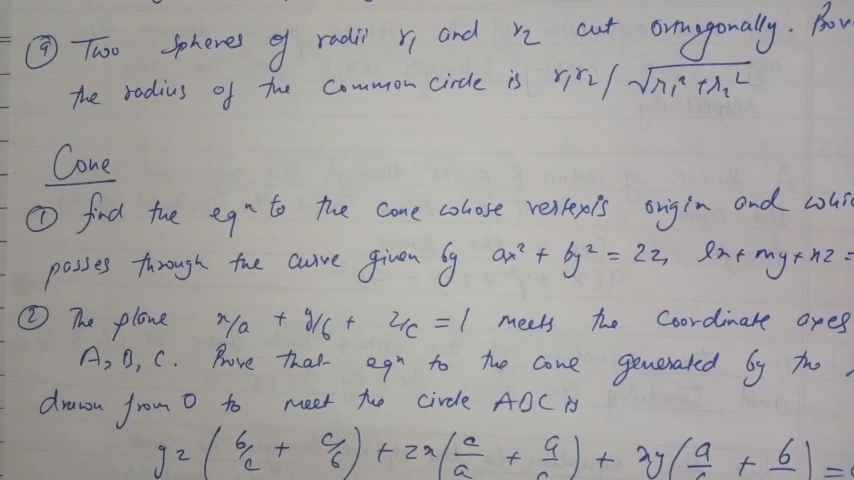 ⑨ Two spheres of radii r₁ and r₂ cut orthogonally.
the radius of the common circle is r₁r₂/√r₁²+r₂²
Cone
① find the eqⁿ to the cone whose vertex is origin and
passes through the curve given by ax² + by² = 2z, lx+my+nz =
② The plane x/a + y/b + z/c = 1 meets the coordinate axes
A, B, C. Prove that eqⁿ to the cone generated by the
drawn from O to meet the circle ABC is
yz (b/c + c/b) + zx (c/a + a/c) + xy (a/b + b/a) =